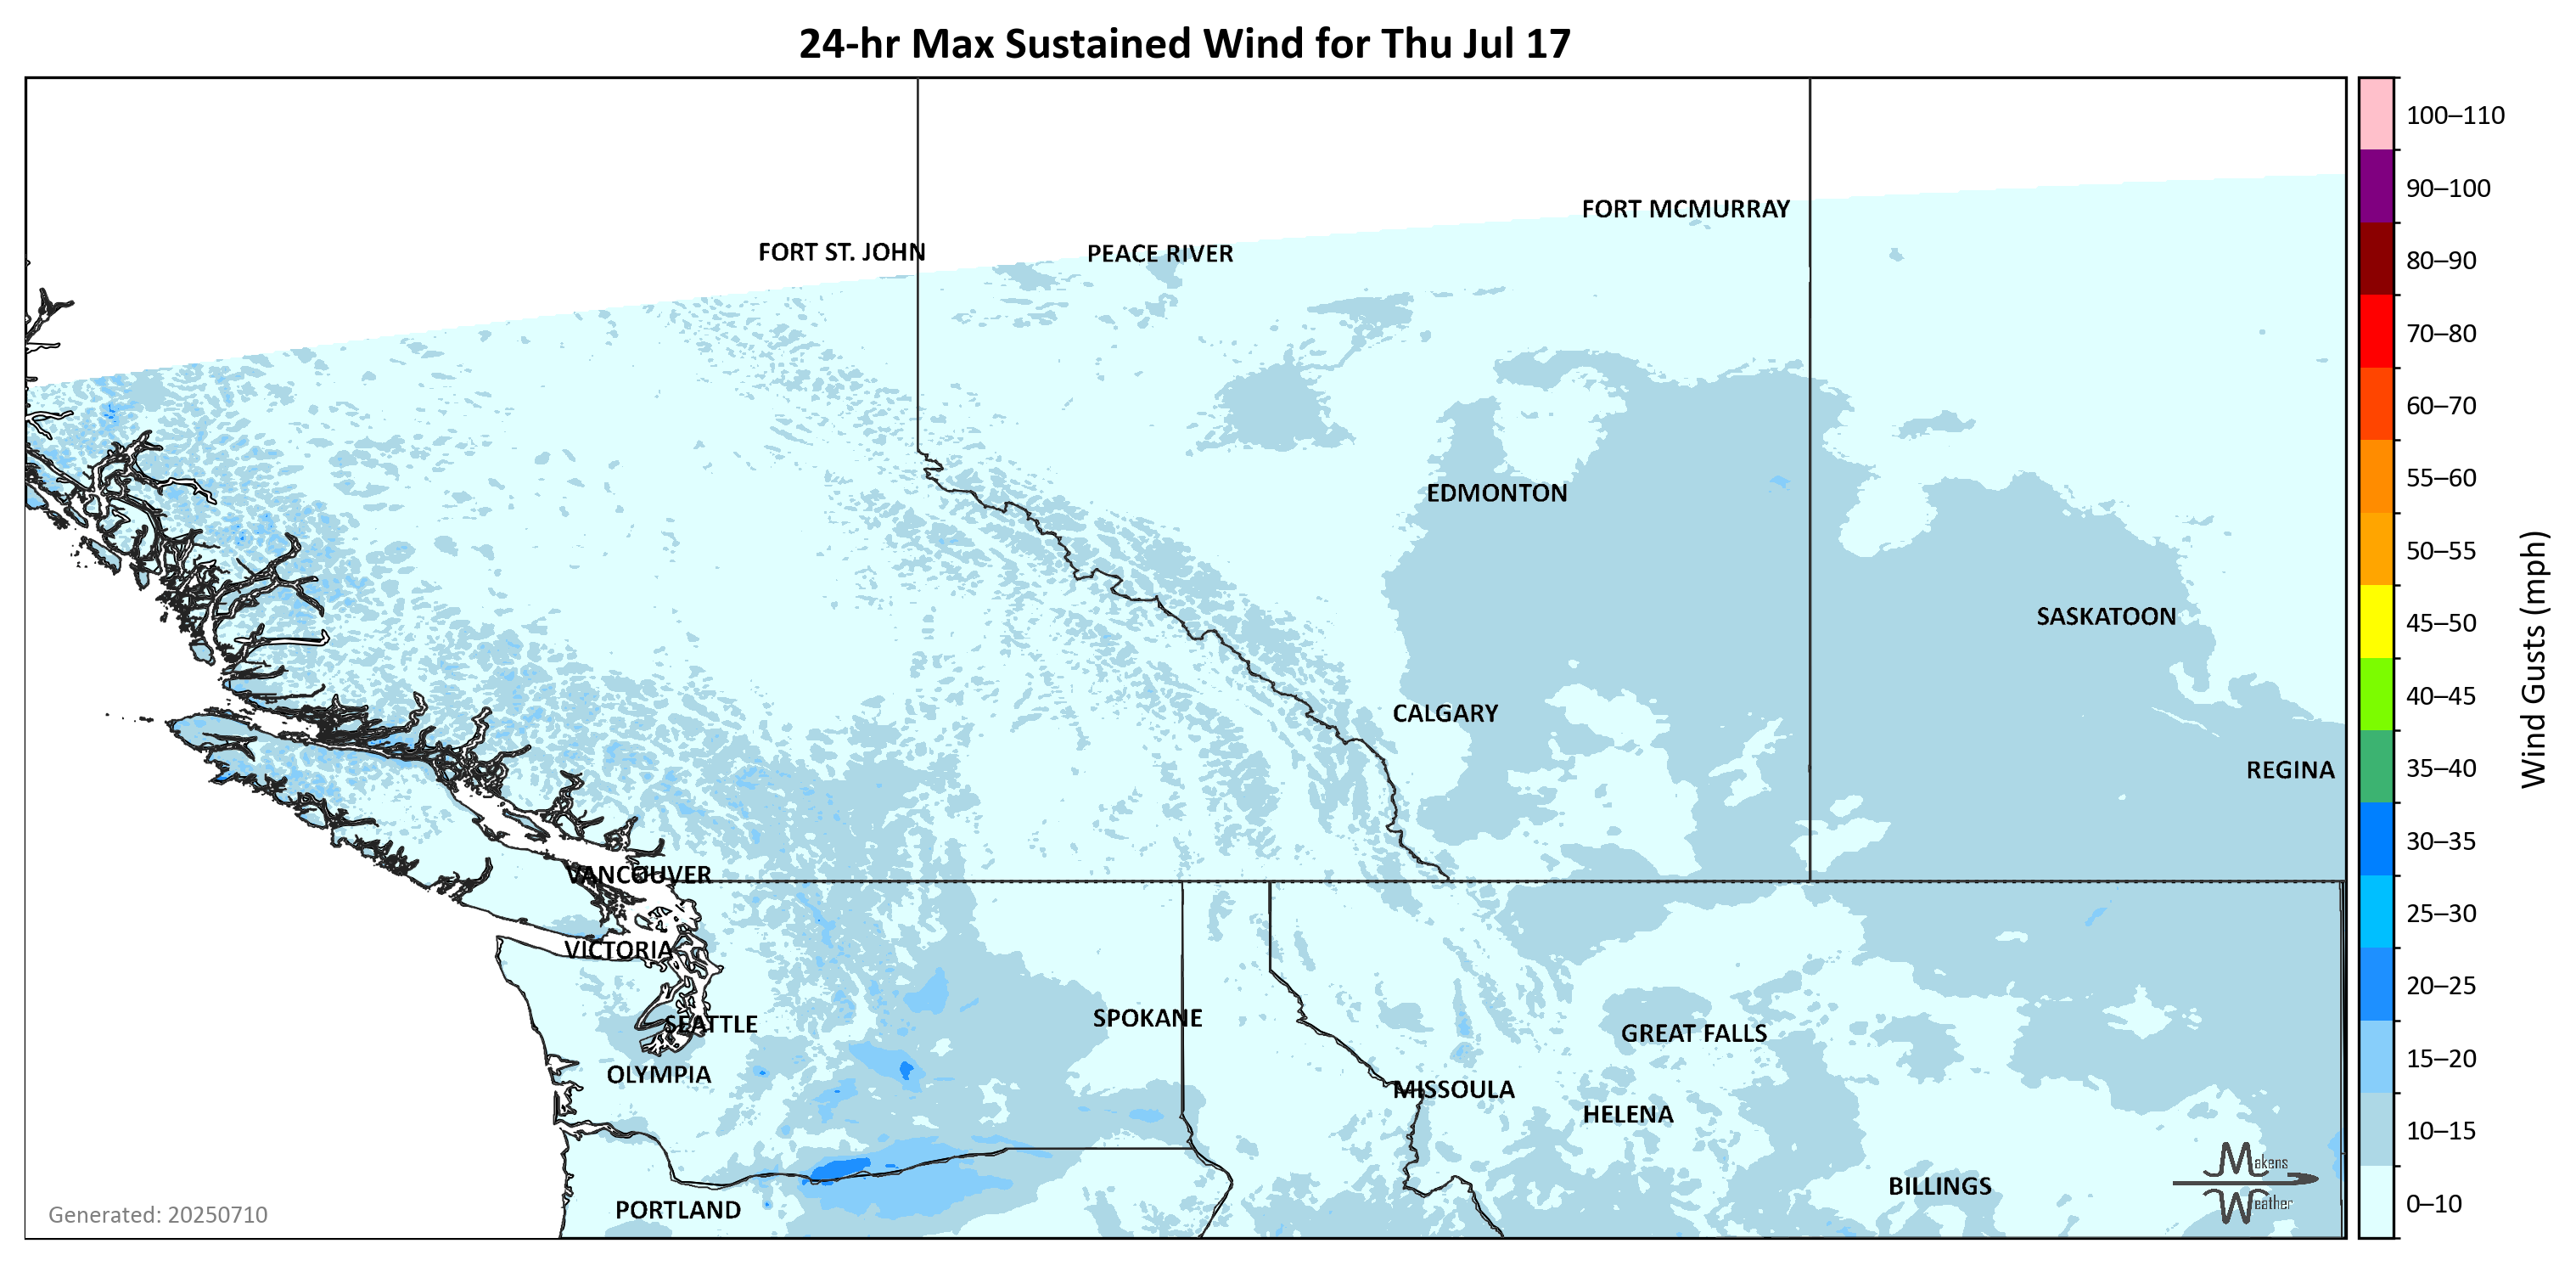 24-hr Max Sustained Wind for Thu Jul 17
100–110
90–100
80–90
70–80
60–70
55–60
50–55
45–50
40–45
35–40
30–35
25–30
20–25
15–20
10–15
0–10
Wind Gusts (mph)
FORT MCMURRAY
FORT ST. JOHN
PEACE RIVER
EDMONTON
SASKATOON
CALGARY
REGINA
VANCOUVER
VICTORIA
SEATTLE
SPOKANE
GREAT FALLS
OLYMPIA
MISSOULA
HELENA
BILLINGS
PORTLAND
Makens
Weather
Generated: 20250710